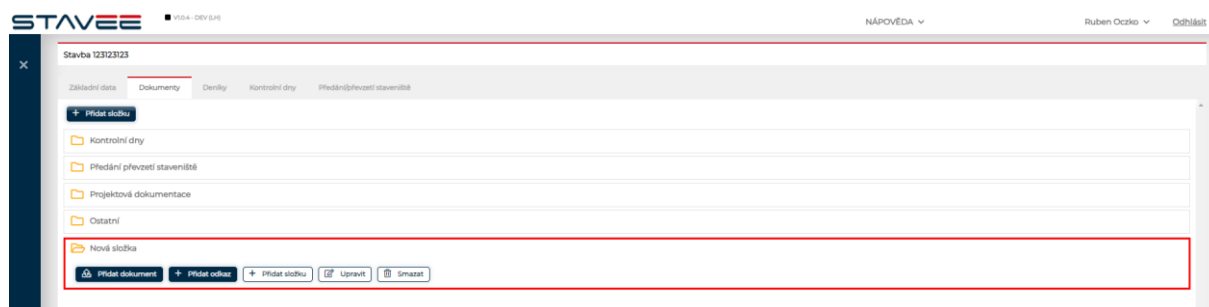 STAVEE V1.0.4 - DEV (LH) NÁPOVĚDA Ruben Oczko Odhlásit
Stavba 123123123
Základní data Dokumenty Deníky Kontrolní dny Předání/převzetí staveniště
+ Přidat složku
Kontrolní dny
Předání převzetí staveniště
Projektová dokumentace
Ostatní
Nová složka
Přidat dokument + Přidat odkaz + Přidat složku Upravit Smazat